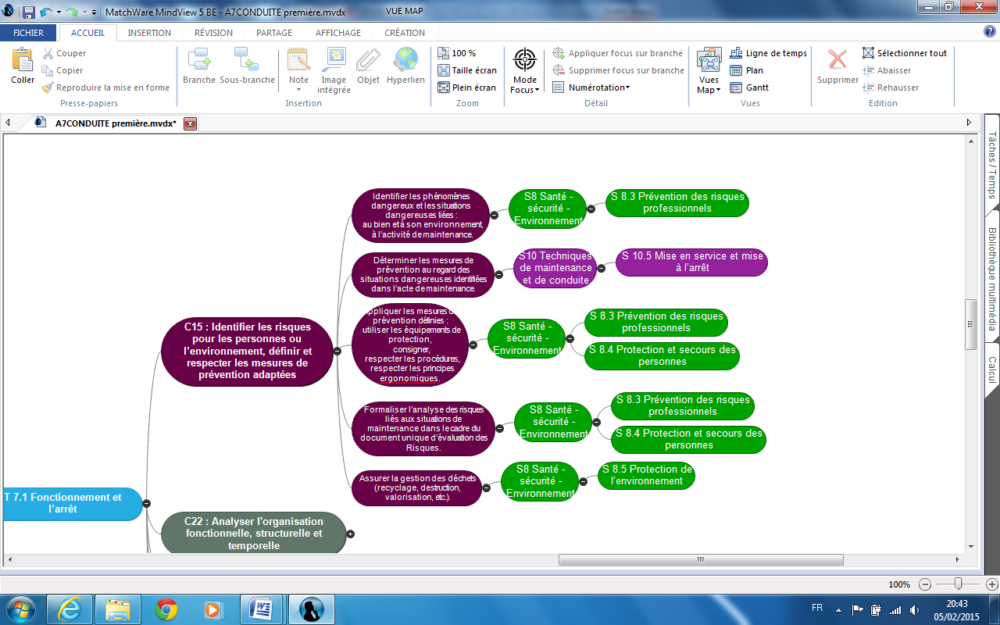 MatchWare MindView 5 BE - A7CONDUITE première.mvdx
VUE MAP
FICHIER
ACCUEIL
INSERTION
RÉVISION
PARTAGE
AFFICHAGE
CRÉATION
Coller
Couper
Copier
Reproduire la mise en forme
Presse-papiers
Branche
Sous-branche
Note
Image
intégrée
Objet
Hyperlien
Insertion
100 %
Taille écran
Plein écran
Zoom
Mode
Focus
Appliquer focus sur branche
Supprimer focus sur branche
Numérotation
Détail
Vues
Map
Ligne de temps
Plan
Gantt
Vues
Supprimer
Sélectionner tout
Abaisser
Rehausser
Edition
A7CONDUITE première.mvdx*
Tâches / Temps
Bibliothèque multimédia
Calcul
Identifier les phénomènes
dangereux et les situations
dangereuses liées :
au bien et à son environnement,
à l'activité de maintenance.
S8 Santé -
sécurité -
Environnement
S 8.3 Prévention des risques
professionnels
Déterminer les mesures de
prévention au regard des
situations dangereuses identifiées
dans l'acte de maintenance.
S10 Techniques
de maintenance
et de conduite
S 10.5 Mise en service et mise
à l'arrêt
C15 : Identifier les risques
pour les personnes ou
l'environnement, définir et
respecter les mesures de
prévention adaptées
ppliquer les mesures d
prévention définies :
utiliser les équipements de
protection,
consigner,
respecter les procédures,
respecter les principes
ergonomiques.
S8 Santé -
sécurité -
Environnement
S 8.3 Prévention des risques
professionnels
S 8.4 Protection et secours des
personnes
Formaliser l'analyse des risques
liés aux situations de
maintenance dans le cadre du
document unique d'évaluation des
Risques.
S8 Santé -
sécurité -
Environnement
S 8.3 Prévention des risques
professionnels
S 8.4 Protection et secours des
personnes
Assurer la gestion des déchets
(recyclage, destruction,
valorisation, etc.).
S8 Santé -
sécurité -
Environnement
S 8.5 Protection de
l'environnement
T 7.1 Fonctionnement et
l'arrêt
C22 : Analyser l'organisation
fonctionnelle, structurelle et
temporelle
100%
FR
20:43
05/02/2015